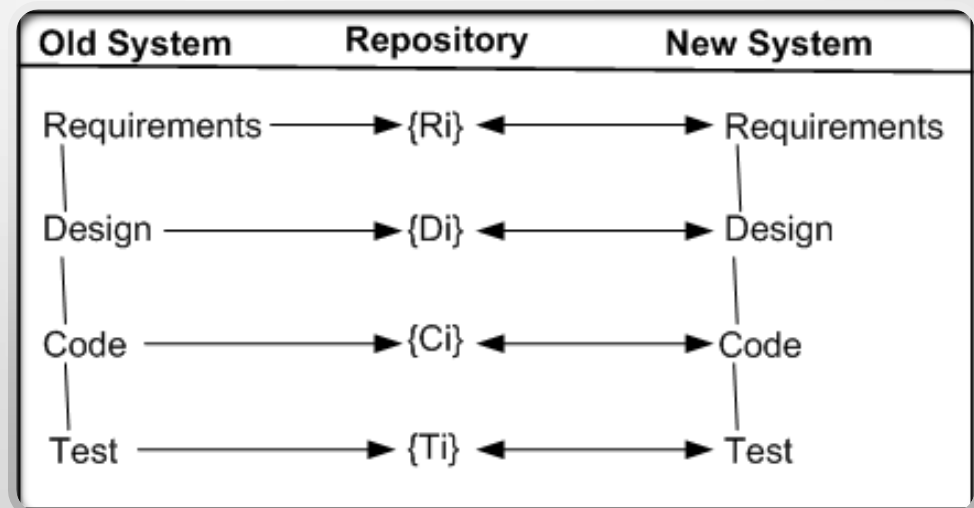 Old System Repository New System
Requirements {Ri} Requirements
Design {Di} Design
Code {Ci} Code
Test {Ti} Test